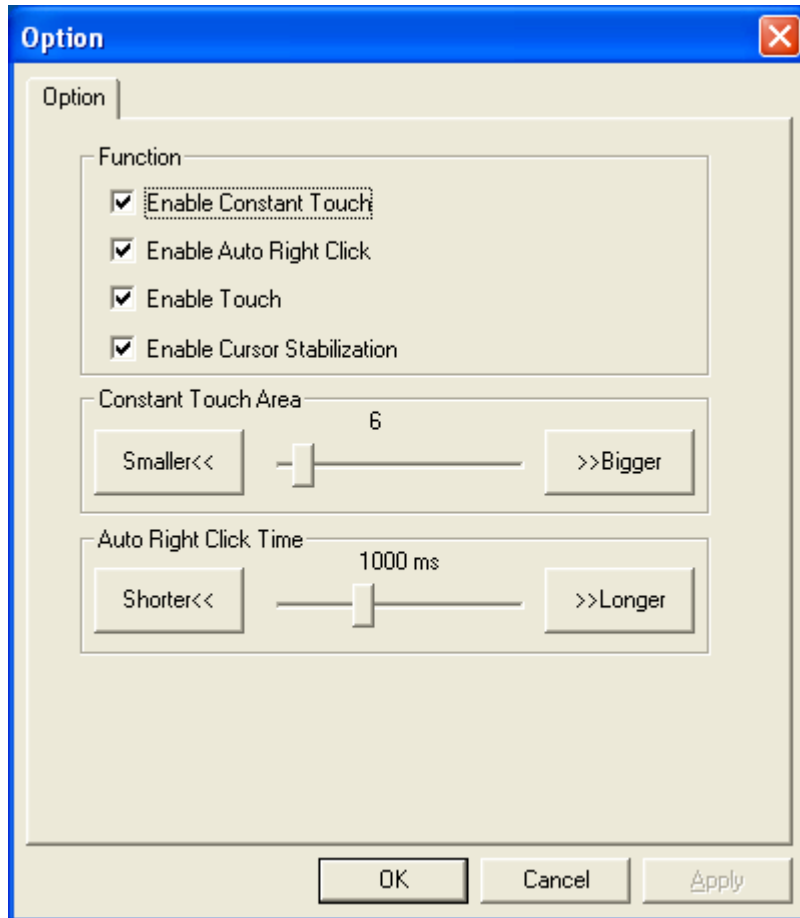 Option
Option
Function
Enable Constant Touch
Enable Auto Right Click
Enable Touch
Enable Cursor Stabilization
Constant Touch Area
6
Smaller<<
>>Bigger
Auto Right Click Time
1000 ms
Shorter<<
>>Longer
OK
Cancel
Apply